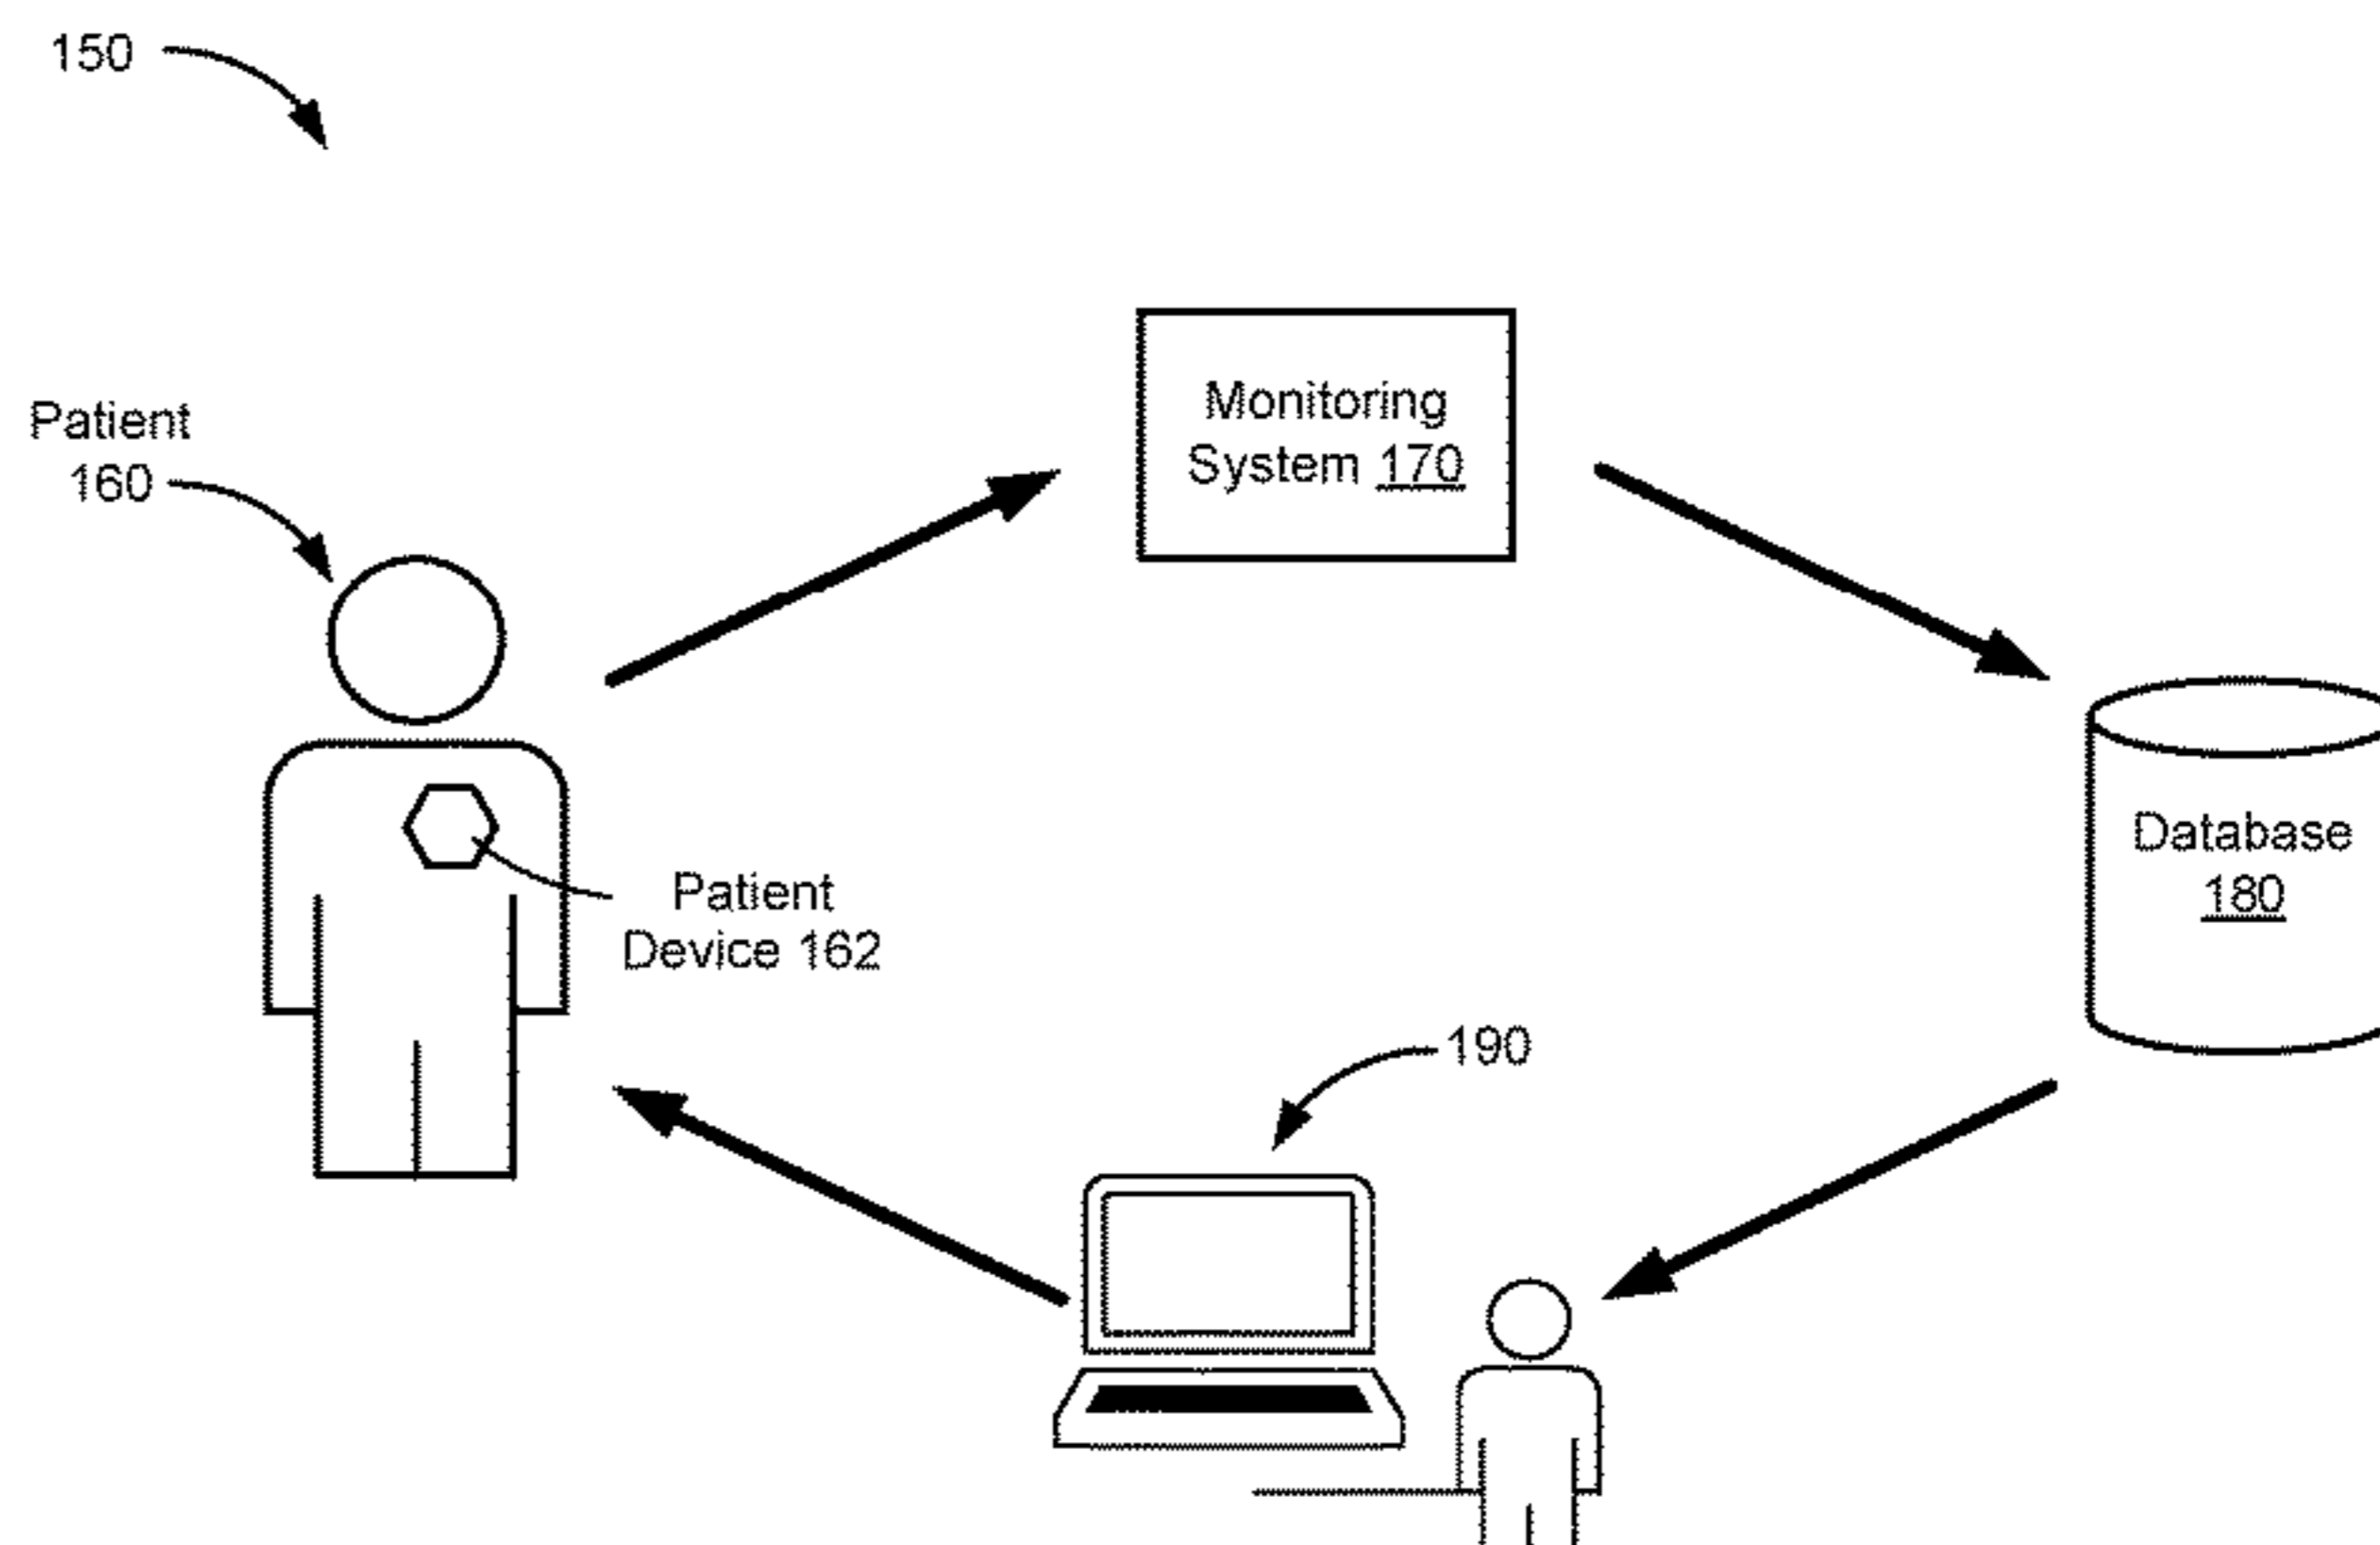 150
Monitoring
System 170
Patient
160
Database
180
Patient
Device 162
190